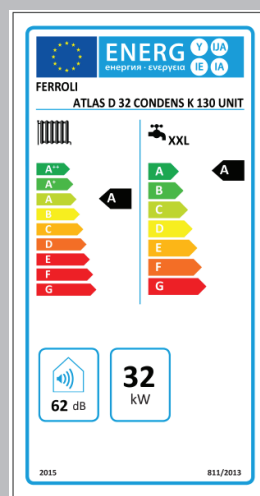 ENERG Y UA
енергия · ενεργεια IE IA
FERROLI
ATLAS D 32 CONDENS K 130 UNIT
XXL
A++
A+
A
B
C
D
E
F
G
A
A
B
C
D
E
F
G
A
62 dB
32
kW
2015
811/2013